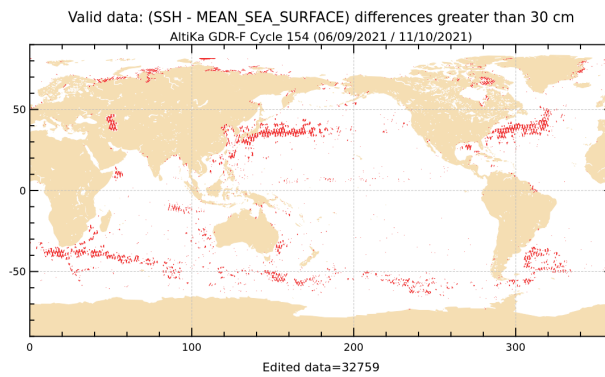 Valid data: (SSH - MEAN_SEA_SURFACE) differences greater than 30 cm
AltiKa GDR-F Cycle 154 (06/09/2021 / 11/10/2021)
50
0
-50
0 100 200 300
Edited data=32759